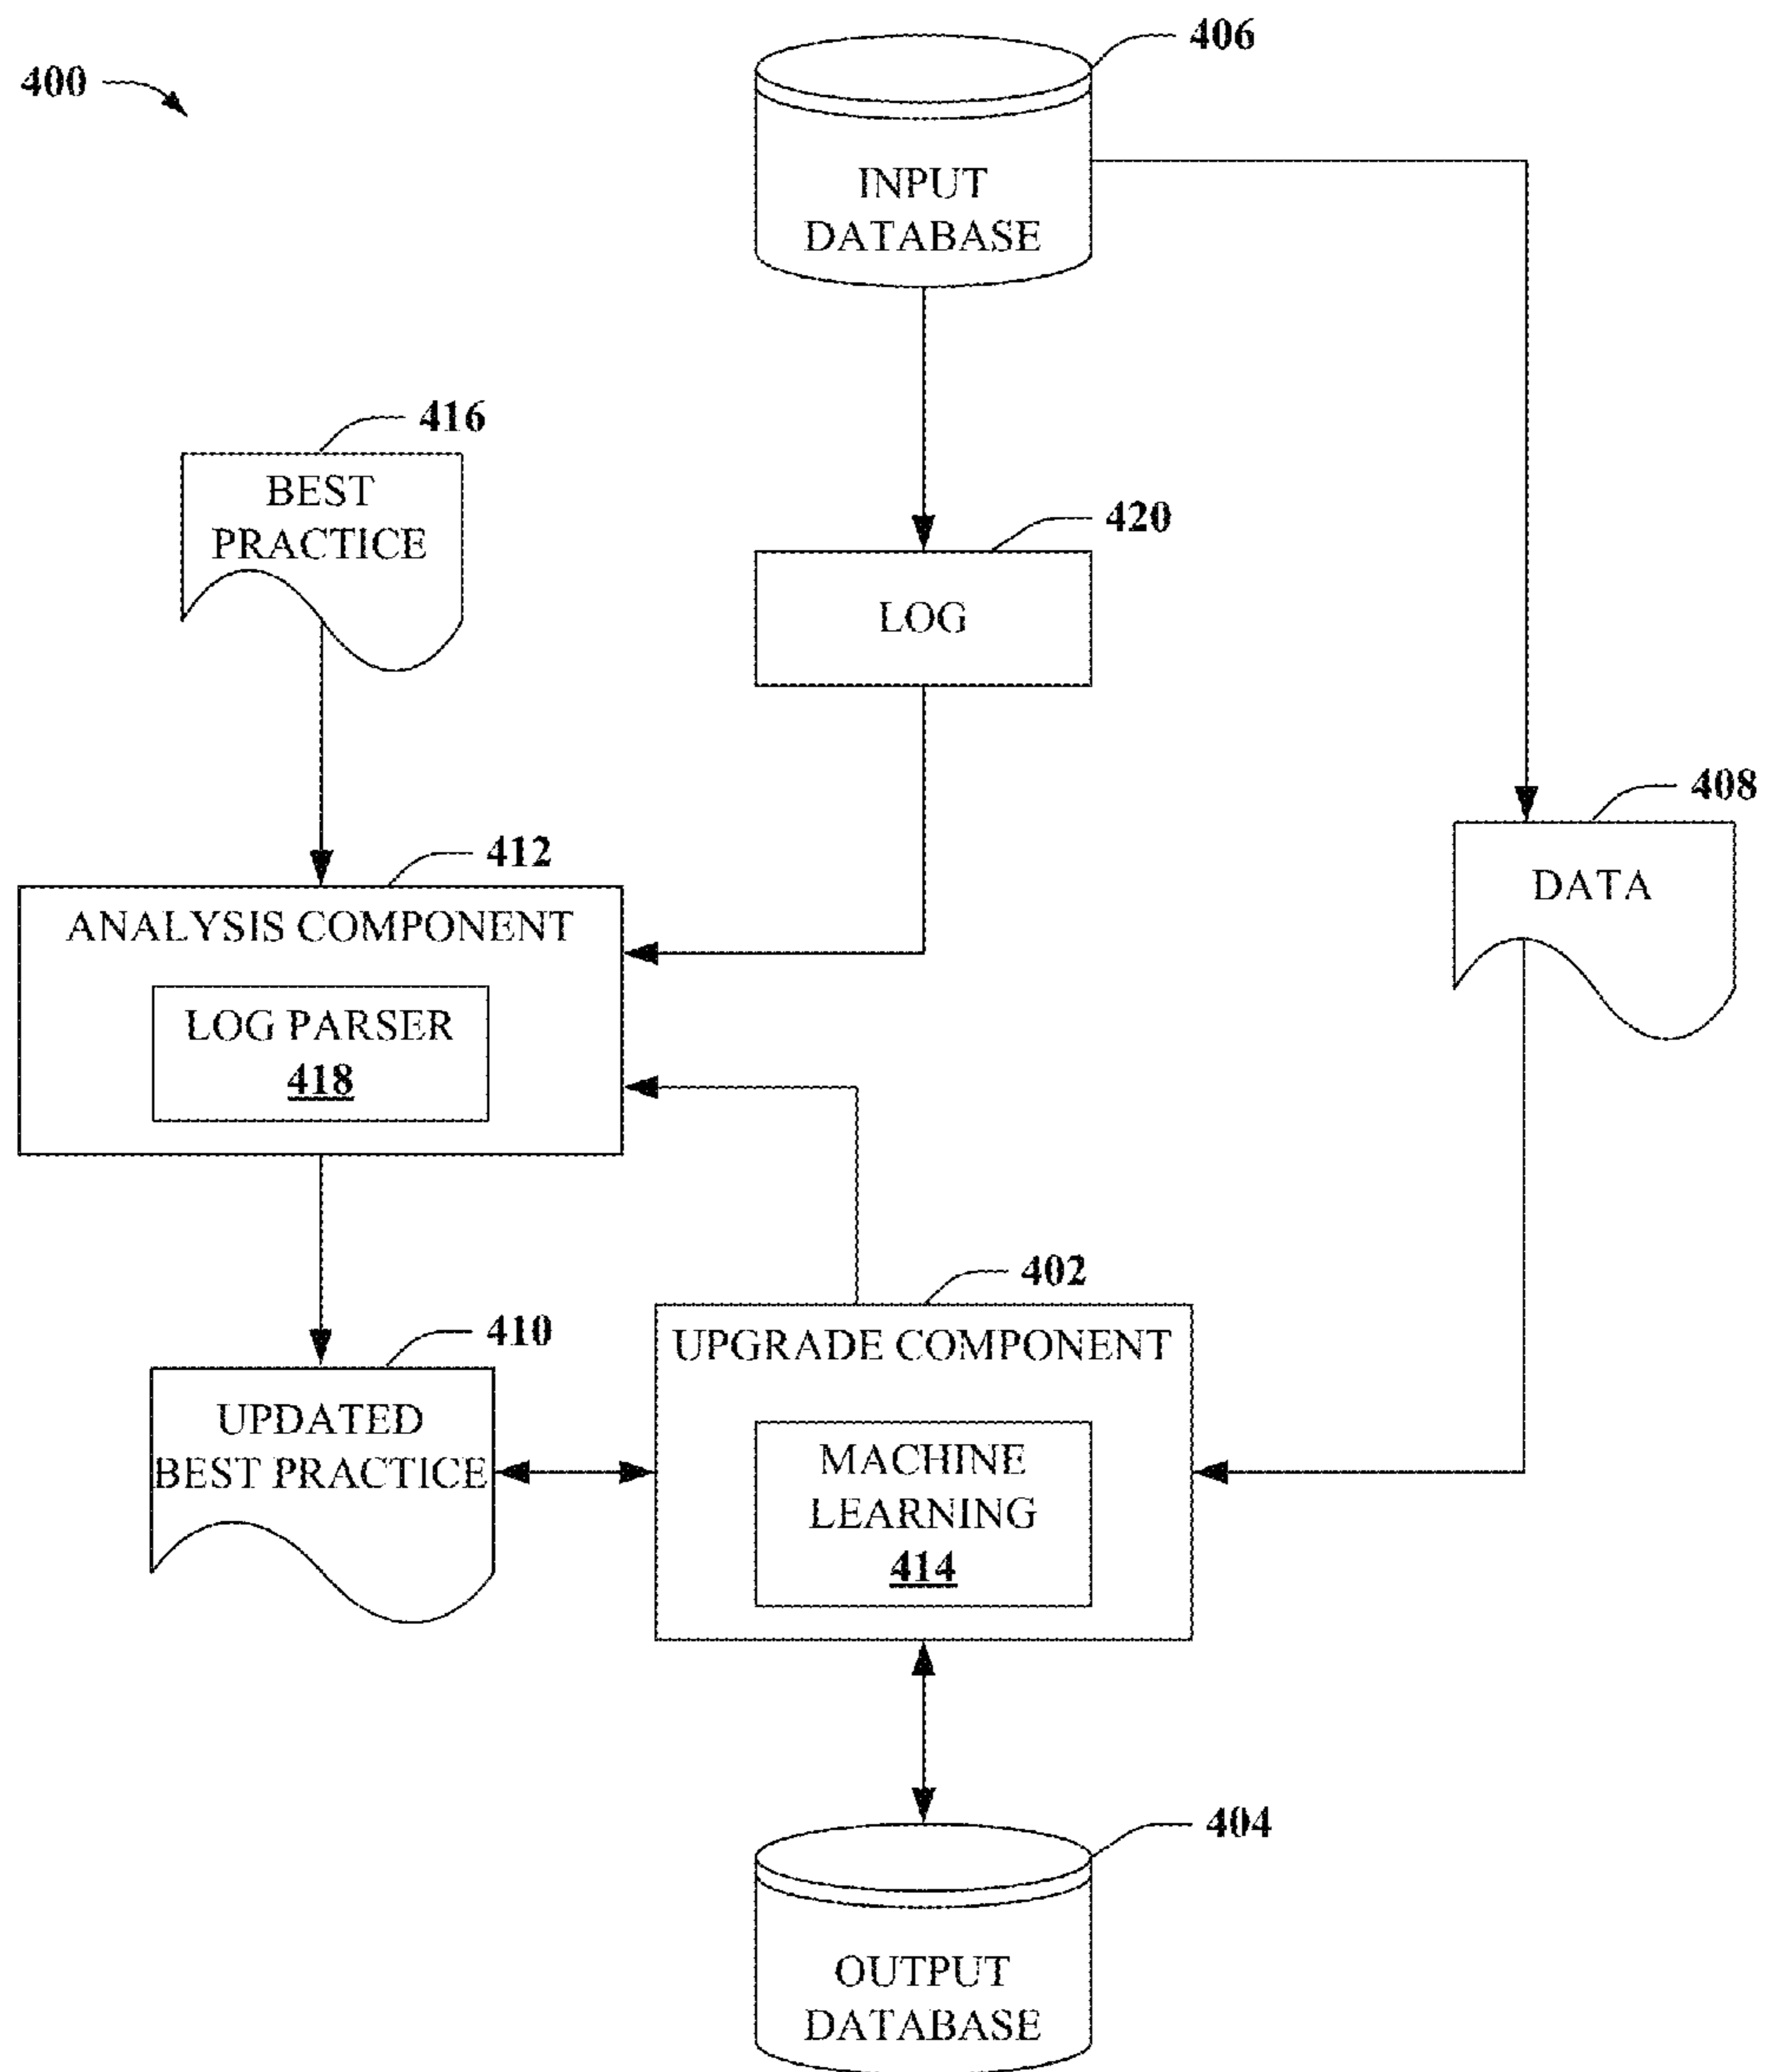 400
406
INPUT
DATABASE
416
BEST
PRACTICE
420
LOG
408
DATA
412
ANALYSIS COMPONENT
LOG PARSER
418
402
UPGRADE COMPONENT
MACHINE
LEARNING
414
410
UPDATED
BEST PRACTICE
404
OUTPUT
DATABASE